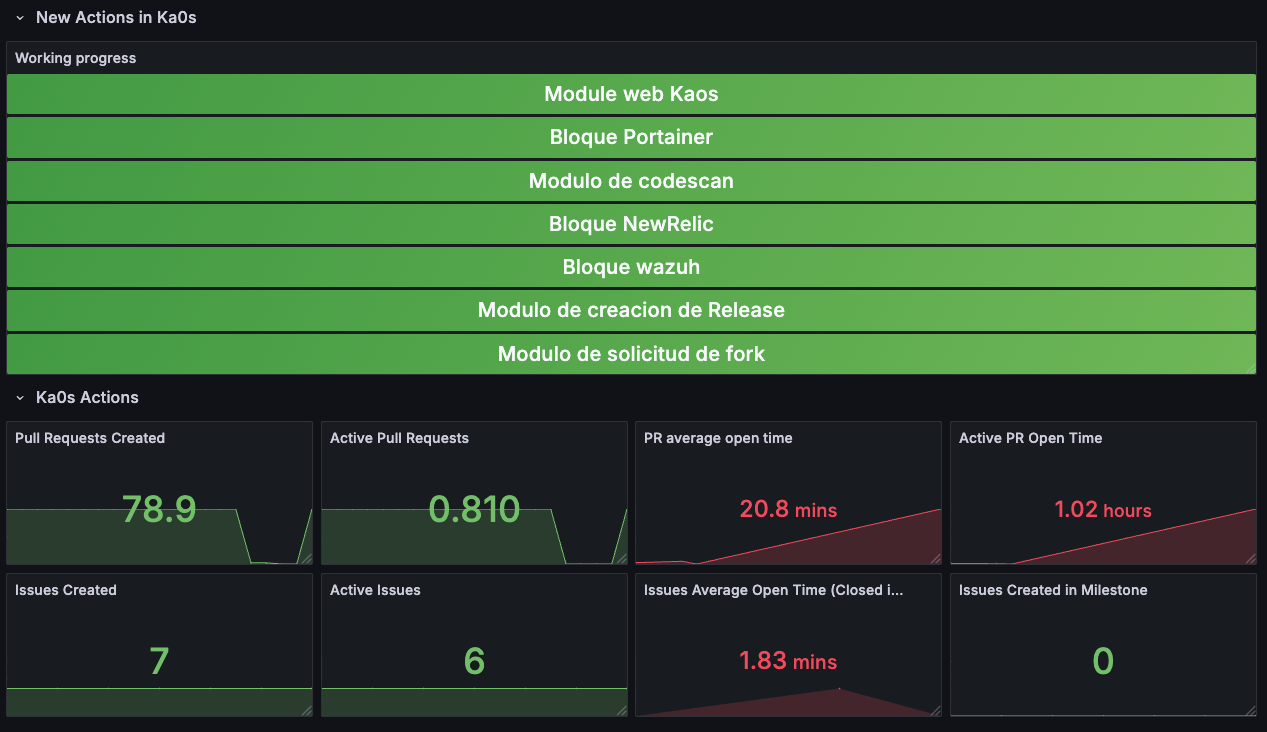 New Actions in Ka0s
Working progress
Module web Kaos
Bloque Portainer
Modulo de codescan
Bloque NewRelic
Bloque wazuh
Modulo de creacion de Release
Modulo de solicitud de fork
Ka0s Actions
Pull Requests Created
78.9
Active Pull Requests
0.810
PR average open time
20.8 mins
Active PR Open Time
1.02 hours
Issues Created
7
Active Issues
6
Issues Average Open Time (Closed i...
1.83 mins
Issues Created in Milestone
0